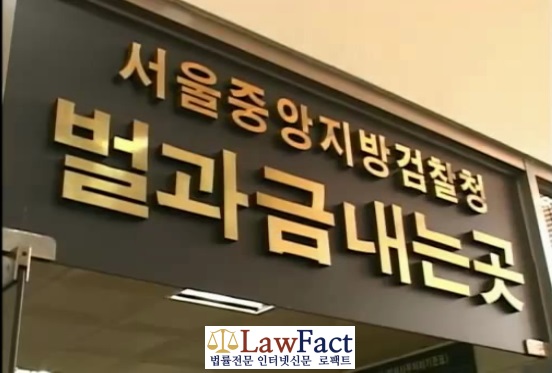 서울중앙지방검찰청
벌과금 내는곳
LawFact
법률전문 인터넷신문 로팩트